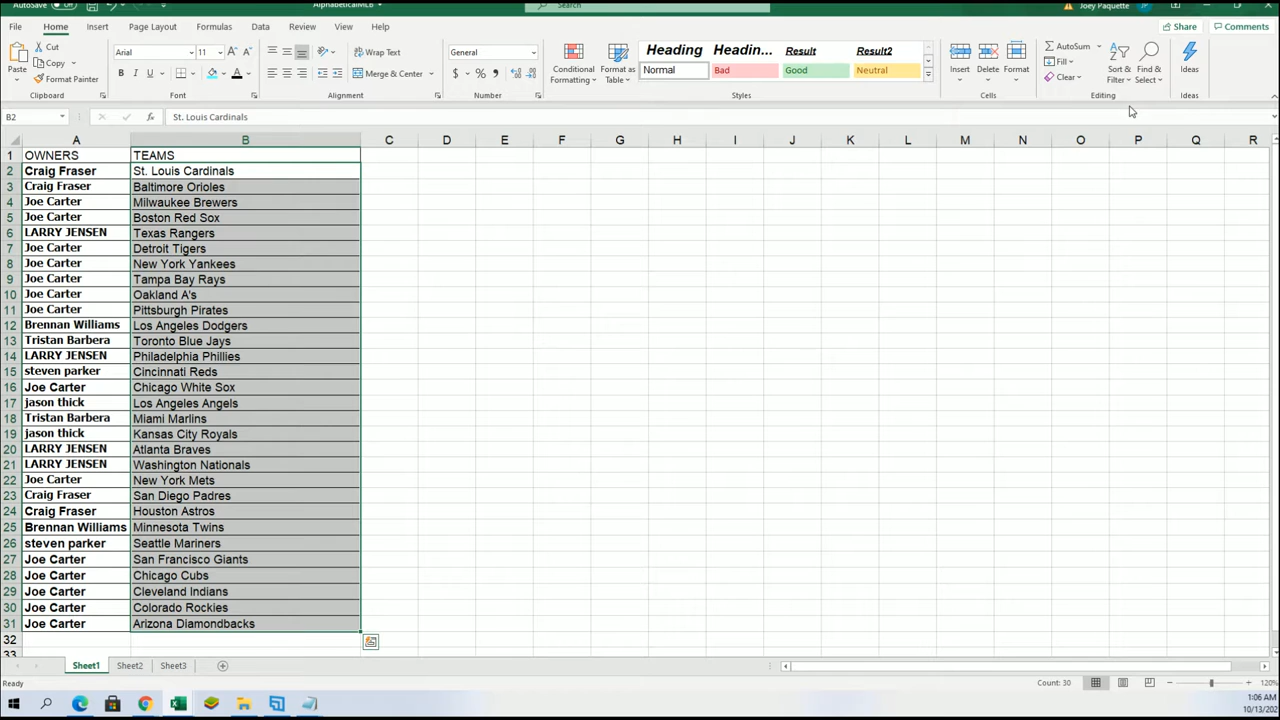 AutoSave Off AlphabeticalMLB Search Joey Paquette JP
File Home Insert Page Layout Formulas Data Review View Help Share Comments
Paste Cut Copy Format Painter Clipboard
Arial 11 A A B I U A Font
Wrap Text Merge & Center Alignment
General $ % 9 Number
Conditional Formatting Format as Table
Heading Headin... Result Result2
Normal Bad Good Neutral
Styles
Insert Delete Format Cells
AutoSum Fill Clear Sort & Filter Find & Select Editing
Ideas Ideas
B2 fx St. Louis Cardinals
A B C D E F G H I J K L M N O P Q R
1 OWNERS TEAMS
2 Craig Fraser St. Louis Cardinals
3 Craig Fraser Baltimore Orioles
4 Joe Carter Milwaukee Brewers
5 Joe Carter Boston Red Sox
6 LARRY JENSEN Texas Rangers
7 Joe Carter Detroit Tigers
8 Joe Carter New York Yankees
9 Joe Carter Tampa Bay Rays
10 Joe Carter Oakland A's
11 Joe Carter Pittsburgh Pirates
12 Brennan Williams Los Angeles Dodgers
13 Tristan Barbera Toronto Blue Jays
14 LARRY JENSEN Philadelphia Phillies
15 steven parker Cincinnati Reds
16 Joe Carter Chicago White Sox
17 jason thick Los Angeles Angels
18 Tristan Barbera Miami Marlins
19 jason thick Kansas City Royals
20 LARRY JENSEN Atlanta Braves
21 LARRY JENSEN Washington Nationals
22 Joe Carter New York Mets
23 Craig Fraser San Diego Padres
24 Craig Fraser Houston Astros
25 Brennan Williams Minnesota Twins
26 steven parker Seattle Mariners
27 Joe Carter San Francisco Giants
28 Joe Carter Chicago Cubs
29 Joe Carter Cleveland Indians
30 Joe Carter Colorado Rockies
31 Joe Carter Arizona Diamondbacks
32
33
Sheet1 Sheet2 Sheet3
Ready Count: 30 120%
1:06 AM
10/13/202